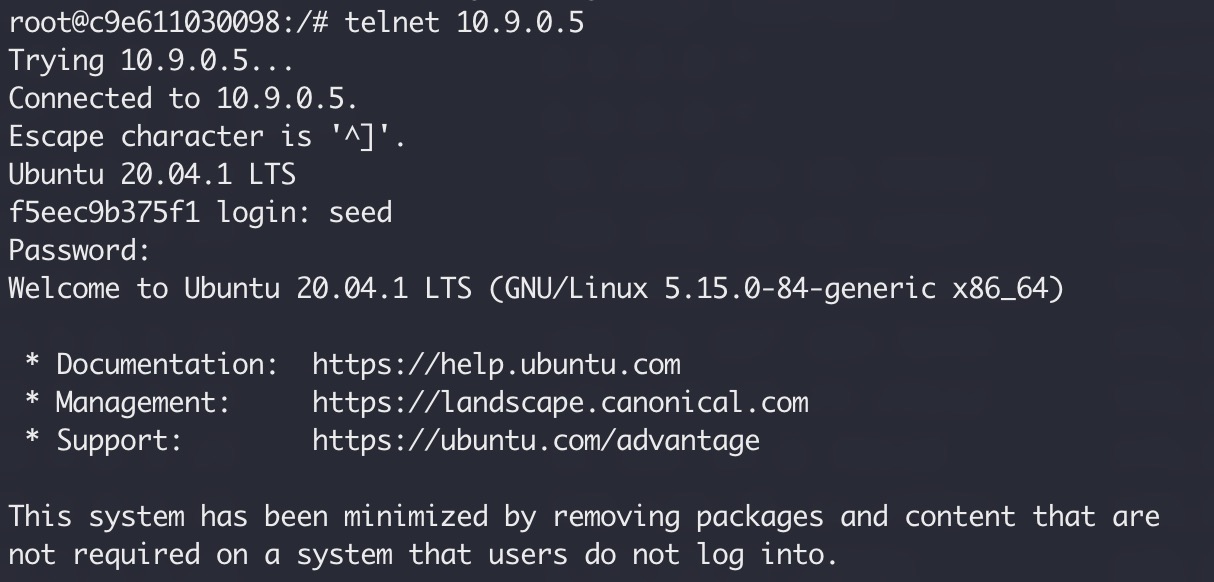 root@c9e611030098:/# telnet 10.9.0.5
Trying 10.9.0.5...
Connected to 10.9.0.5.
Escape character is '^]'.
Ubuntu 20.04.1 LTS
f5eec9b375f1 login: seed
Password:
Welcome to Ubuntu 20.04.1 LTS (GNU/Linux 5.15.0-84-generic x86_64)
 * Documentation:  https://help.ubuntu.com
 * Management:     https://landscape.canonical.com
 * Support:        https://ubuntu.com/advantage
This system has been minimized by removing packages and content that are
not required on a system that users do not log into.